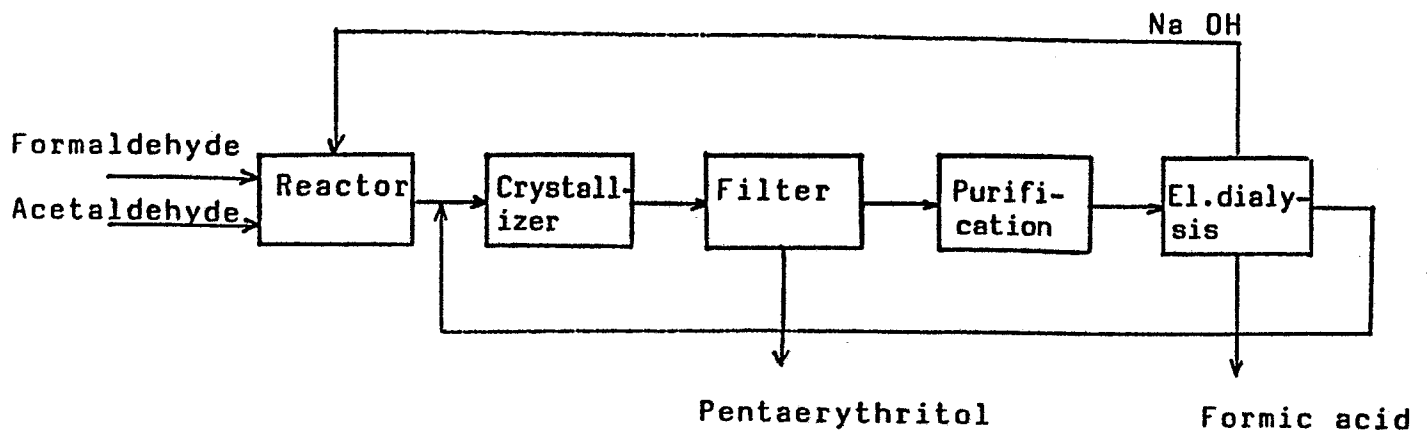 Na OH
Formaldehyde
Acetaldehyde
Reactor
Crystall-
izer
Filter
Purifi-
cation
El.dialy-
sis
Pentaerythritol
Formic acid